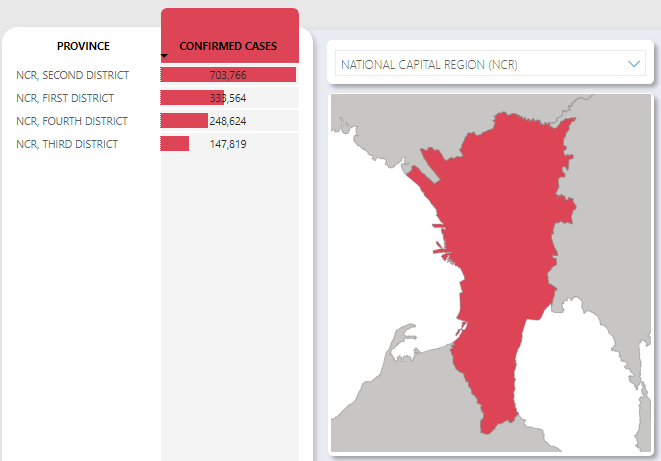 PROVINCE CONFIRMED CASES
NCR, SECOND DISTRICT 703,766
NCR, FIRST DISTRICT 333,564
NCR, FOURTH DISTRICT 248,624
NCR, THIRD DISTRICT 147,819
NATIONAL CAPITAL REGION (NCR)